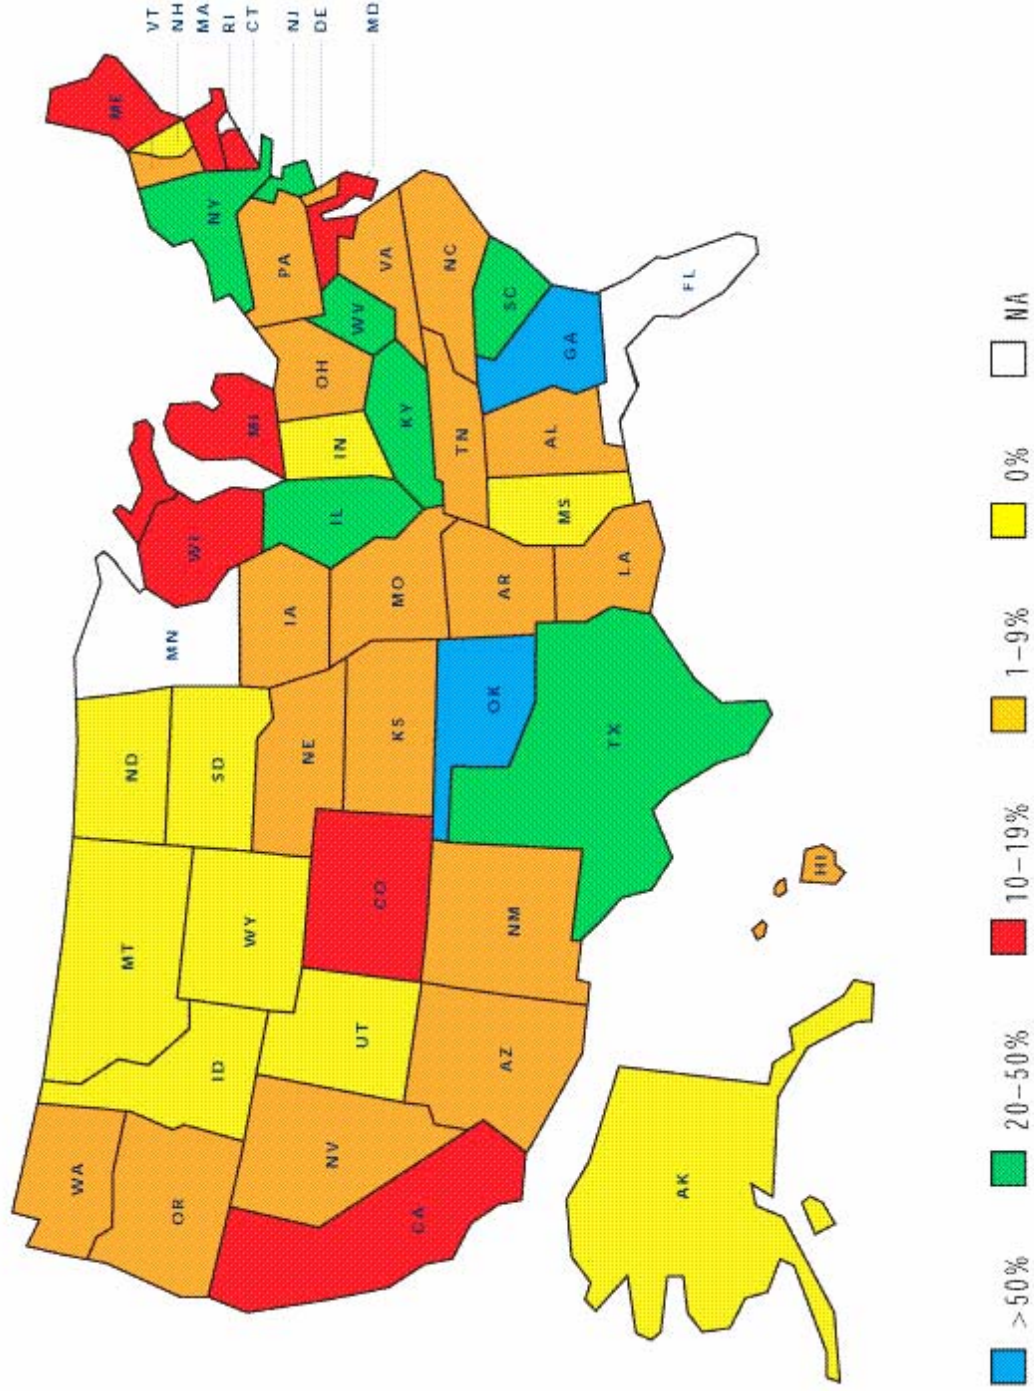 VT
NH
MA
RI
CT
NJ
DE
MD
WA
OR
CA
NV
ID
MT
WY
UT
AZ
CO
NM
ND
SD
NE
KS
OK
TX
MN
IA
MO
AR
LA
WI
IL
MI
IN
OH
KY
TN
MS
AL
GA
FL
SC
NC
VA
WV
PA
NY
ME
AK
HI
>50%
20–50%
10–19%
1–9%
0%
NA